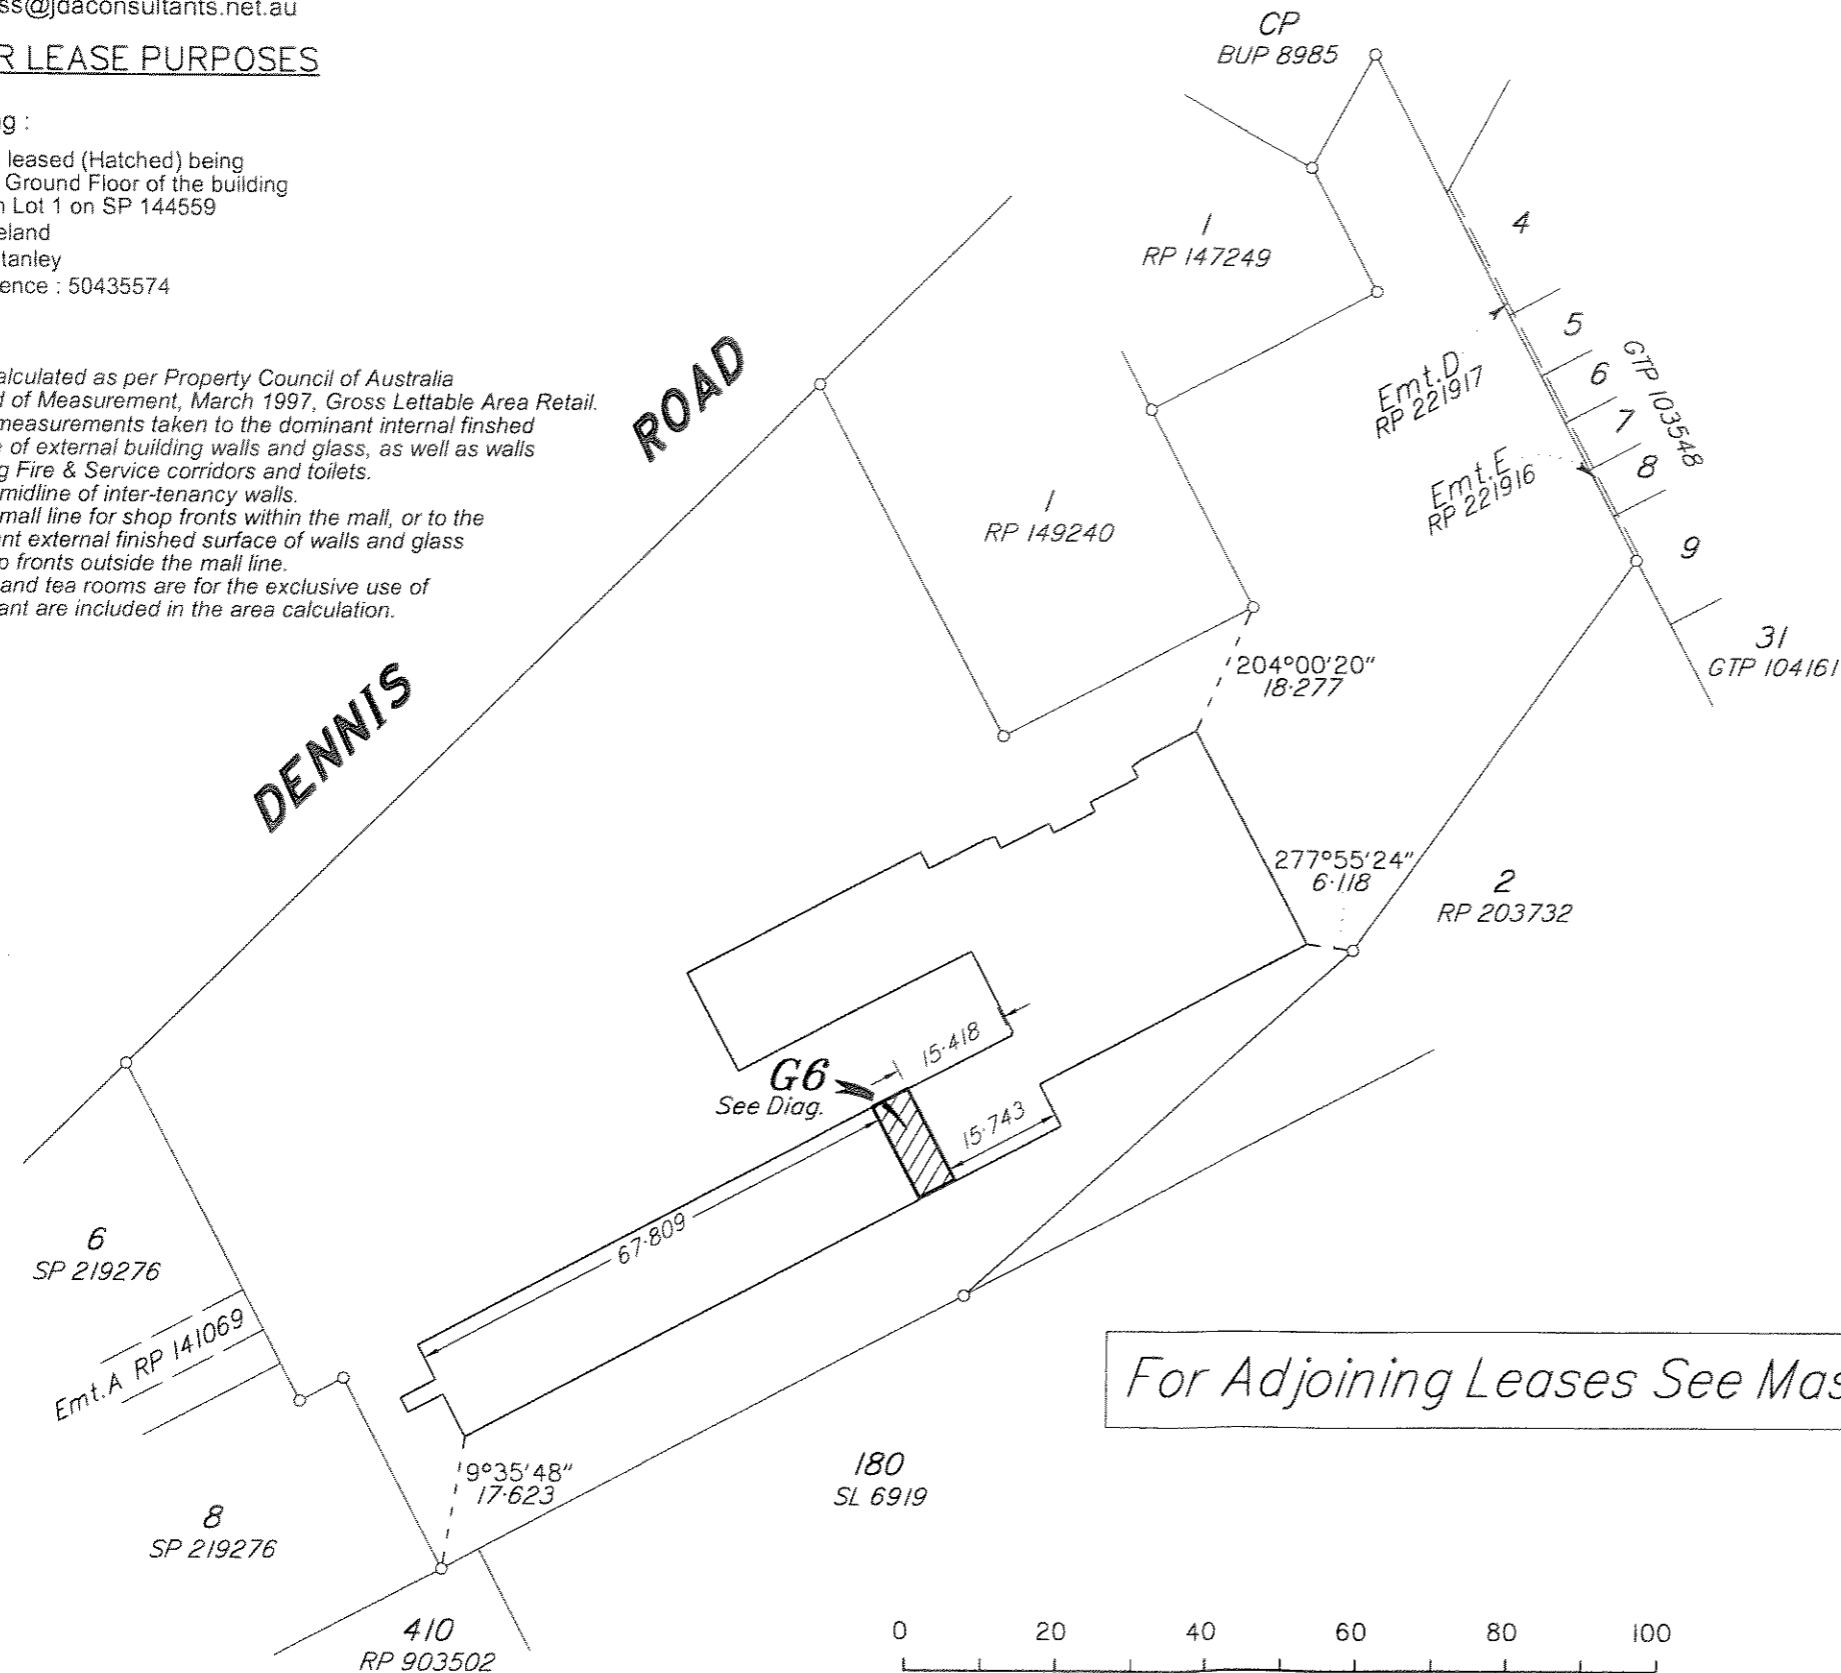 ss@jdaconsultants.net.au
R LEASE PURPOSES
g :
leased (Hatched) being
Ground Floor of the building
n Lot 1 on SP 144559
eland
tanley
ence : 50435574
alculated as per Property Council of Australia
d of Measurement, March 1997, Gross Lettable Area Retail.
measurements taken to the dominant internal finshed
e of external building walls and glass, as well as walls
g Fire & Service corridors and toilets.
midline of inter-tenancy walls.
mall line for shop fronts within the mall, or to the
nt external finished surface of walls and glass
p fronts outside the mall line.
and tea rooms are for the exclusive use of
ant are included in the area calculation.
CP
BUP 8985
1
RP 147249
4
5
6
7
8
9
GTP 103548
Emt.D
RP 221917
Emt.E
RP 221916
31
GTP 104161
DENNIS ROAD
1
RP 149240
204°00'20"
18·277
277°55'24"
6·118
2
RP 203732
15·418
G6
See Diag.
15·743
67·809
6
SP 219276
Emt.A RP 141069
For Adjoining Leases See Mas
9°35'48"
17·623
180
SL 6919
8
SP 219276
410
RP 903502
0 20 40 60 80 100